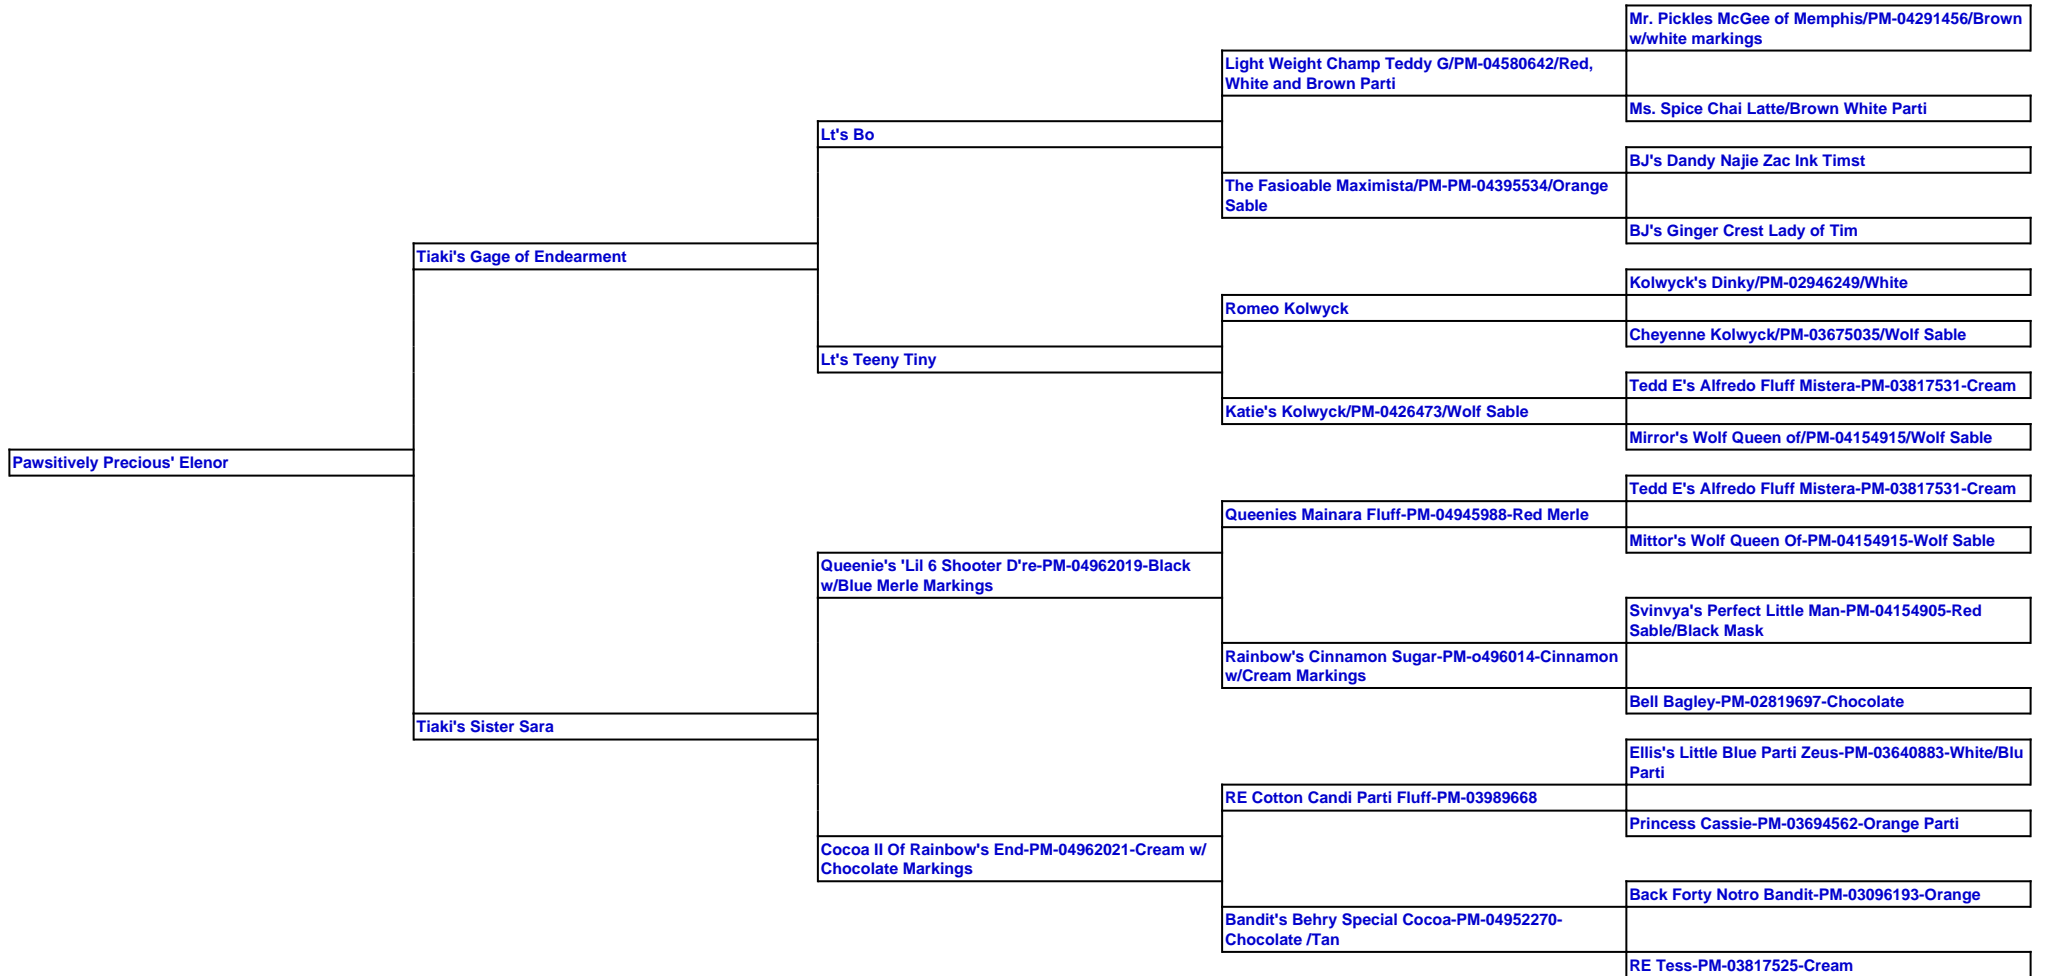 Mr. Pickles McGee of Memphis/PM-04291456/Brown
w/white markings
Light Weight Champ Teddy G/PM-04580642/Red,
White and Brown Parti
Ms. Spice Chai Latte/Brown White Parti
Lt's Bo
BJ's Dandy Najie Zac Ink Timst
The Fasioable Maximista/PM-PM-04395534/Orange
Sable
BJ's Ginger Crest Lady of Tim
Tiaki's Gage of Endearment
Kolwyck's Dinky/PM-02946249/White
Romeo Kolwyck
Cheyenne Kolwyck/PM-03675035/Wolf Sable
Lt's Teeny Tiny
Tedd E's Alfredo Fluff Mistera-PM-03817531-Cream
Katie's Kolwyck/PM-0426473/Wolf Sable
Mirror's Wolf Queen of/PM-04154915/Wolf Sable
Pawsitively Precious' Elenor
Tedd E's Alfredo Fluff Mistera-PM-03817531-Cream
Queenies Mainara Fluff-PM-04945988-Red Merle
Mittor's Wolf Queen Of-PM-04154915-Wolf Sable
Queenie's 'Lil 6 Shooter D're-PM-04962019-Black
w/Blue Merle Markings
Svinvya's Perfect Little Man-PM-04154905-Red
Sable/Black Mask
Rainbow's Cinnamon Sugar-PM-o496014-Cinnamon
w/Cream Markings
Bell Bagley-PM-02819697-Chocolate
Tiaki's Sister Sara
Ellis's Little Blue Parti Zeus-PM-03640883-White/Blu
Parti
RE Cotton Candi Parti Fluff-PM-03989668
Princess Cassie-PM-03694562-Orange Parti
Cocoa II Of Rainbow's End-PM-04962021-Cream w/
Chocolate Markings
Back Forty Notro Bandit-PM-03096193-Orange
Bandit's Behry Special Cocoa-PM-04952270-
Chocolate /Tan
RE Tess-PM-03817525-Cream